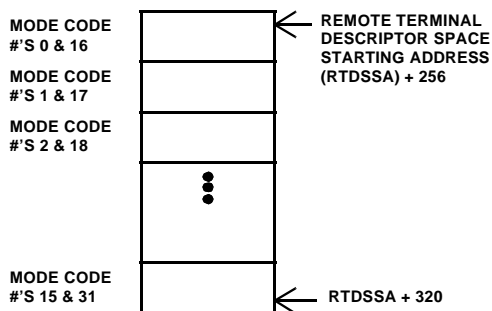 MODE CODE
#'S 0 & 16
REMOTE TERMINAL
DESCRIPTOR SPACE
STARTING ADDRESS
(RTDSSA) + 256
MODE CODE
#'S 1 & 17
MODE CODE
#'S 2 & 18
MODE CODE
#'S 15 & 31
RTDSSA + 320